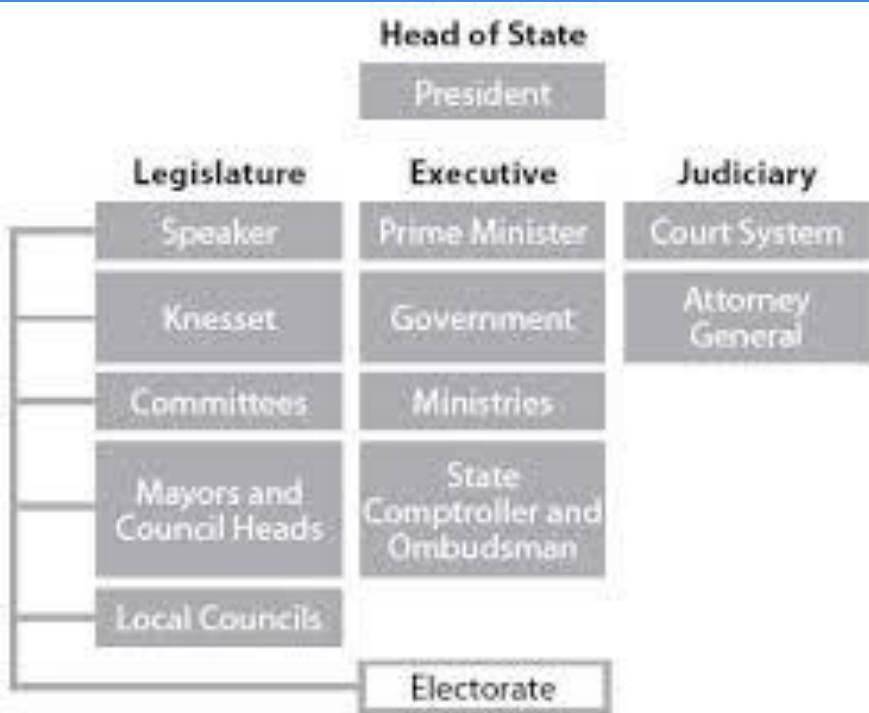 Head of State
President
Legislature
Speaker
Knesset
Committees
Mayors and
Council Heads
Local Councils
Executive
Prime Minister
Government
Ministries
State
Comptroller and
Ombudsman
Judiciary
Court System
Attorney
General
Electorate